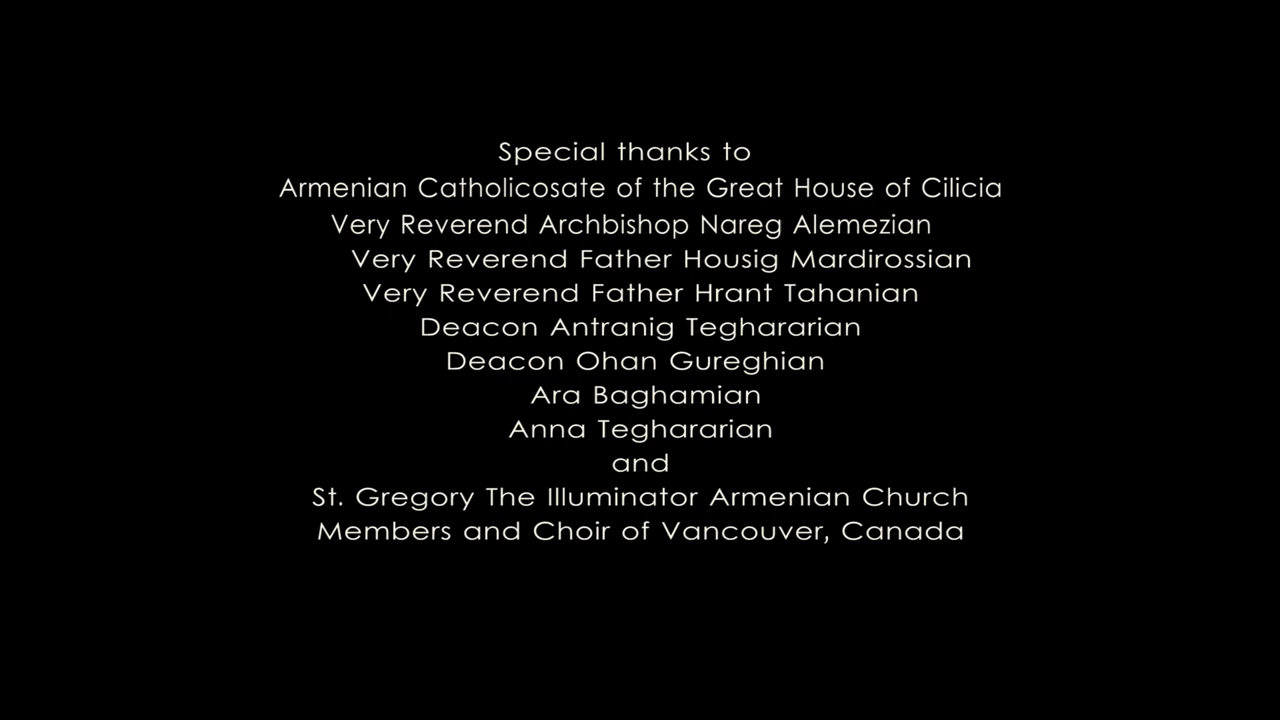 Special thanks to
Armenian Catholicosate of the Great House of Cilicia
Very Reverend Archbishop Nareg Alemezian
Very Reverend Father Housig Mardirossian
Very Reverend Father Hrant Tahanian
Deacon Antranig Teghararian
Deacon Ohan Gureghian
Ara Baghamian
Anna Teghararian
and
St. Gregory The Illuminator Armenian Church
Members and Choir of Vancouver, Canada